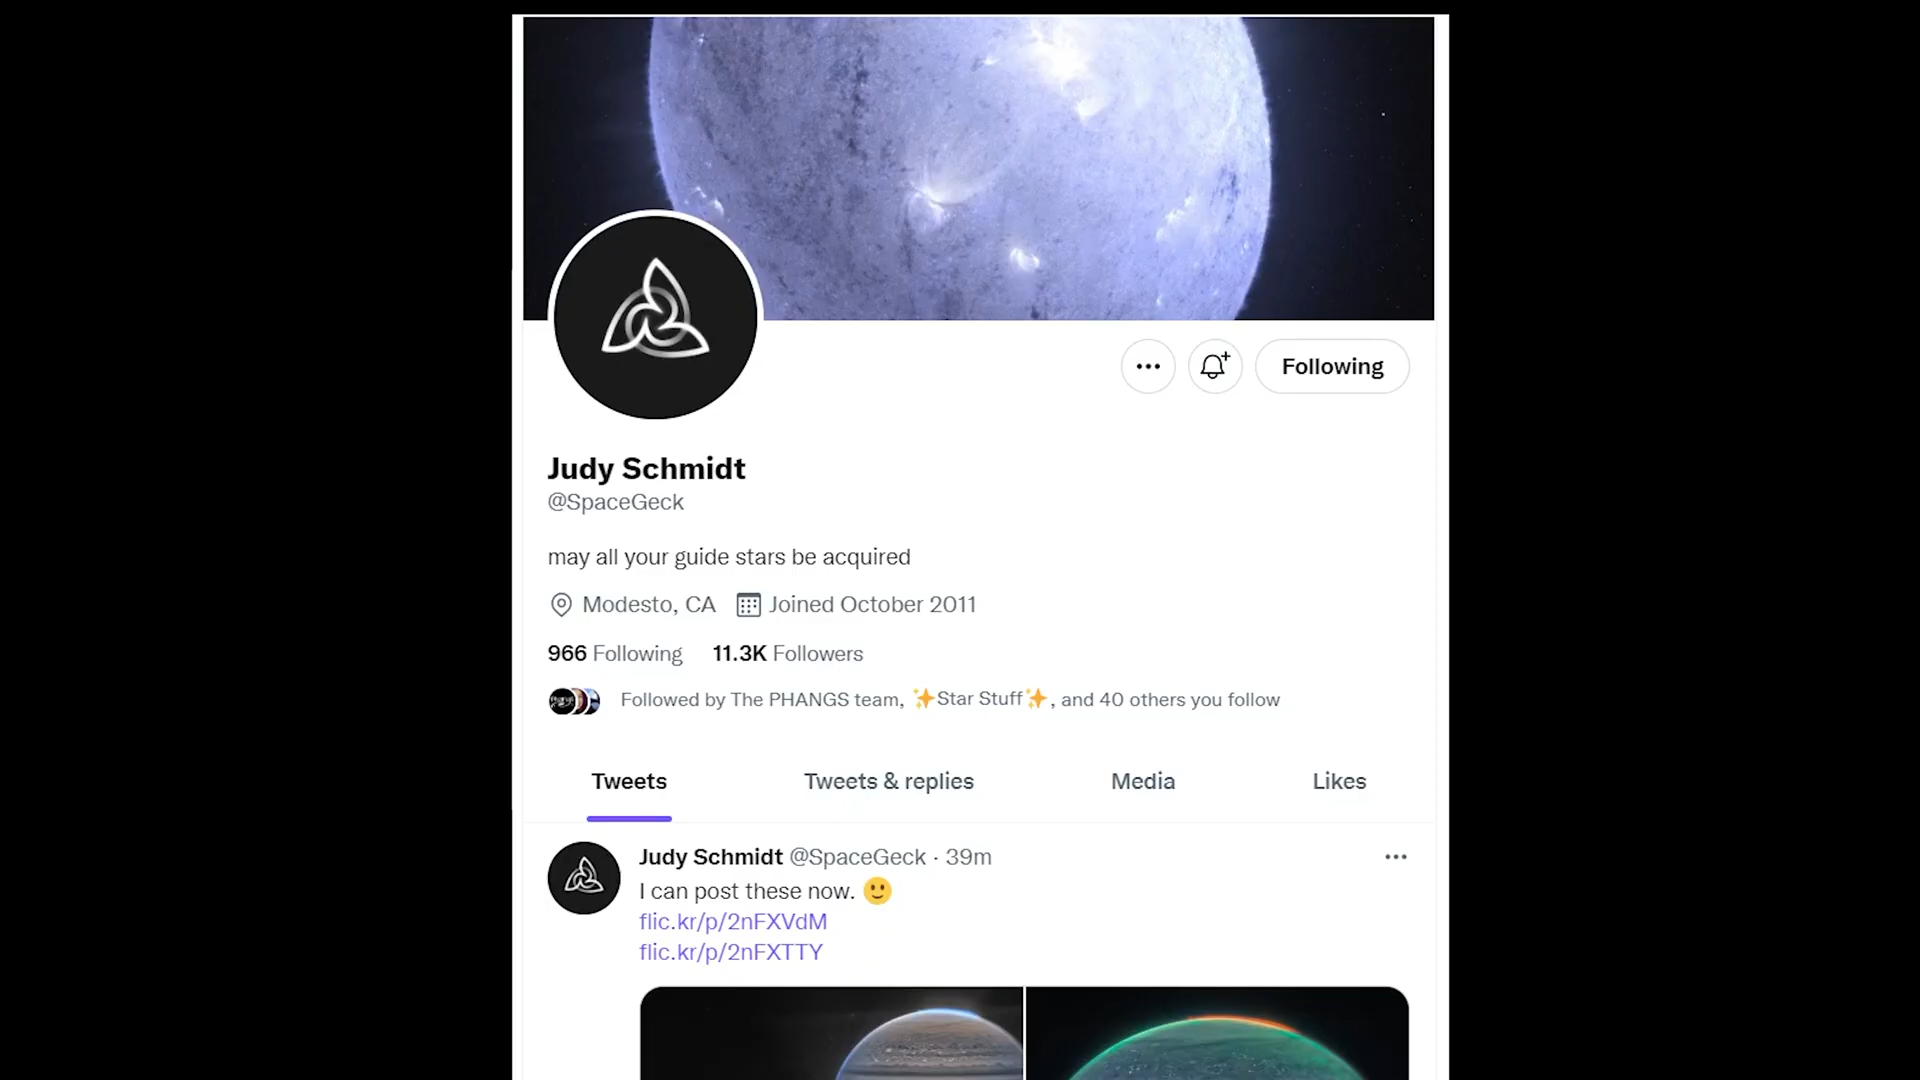 Following
Judy Schmidt
@SpaceGeck
may all your guide stars be acquired
Modesto, CA Joined October 2011
966 Following 11.3K Followers
Followed by The PHANGS team, ✨Star Stuff✨, and 40 others you follow
Tweets Tweets & replies Media Likes
Judy Schmidt @SpaceGeck · 39m
I can post these now. 🙂
flic.kr/p/2nFXVdM
flic.kr/p/2nFXTTY